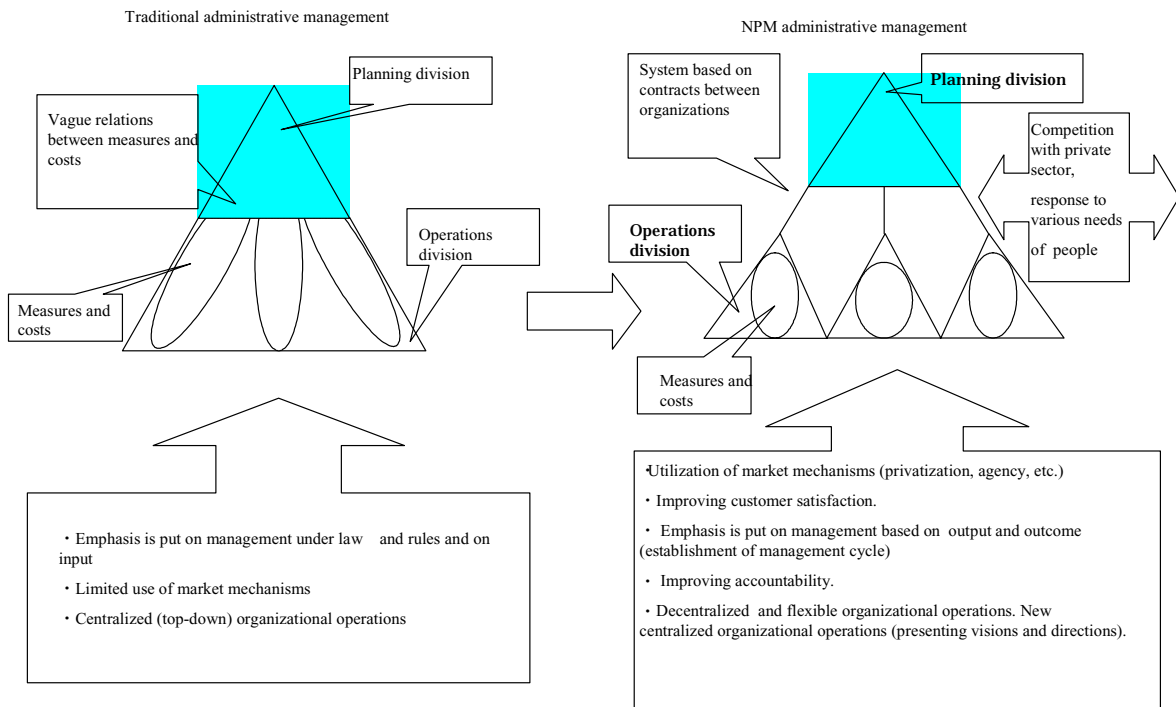 Traditional administrative management
Planning division
Vague relations
between measures and
costs
Operations
division
Measures and
costs
・Emphasis is put on management under law and rules and on
input
・Limited use of market mechanisms
・Centralized (top-down) organizational operations
NPM administrative management
System based on
contracts between
organizations
Planning division
Competition
with private
sector,
response to
various needs
of people
Operations
division
Measures and
costs
・Utilization of market mechanisms (privatization, agency, etc.)
・Improving customer satisfaction.
・Emphasis is put on management based on output and outcome
(establishment of management cycle)
・Improving accountability.
・Decentralized and flexible organizational operations. New
centralized organizational operations (presenting visions and directions).